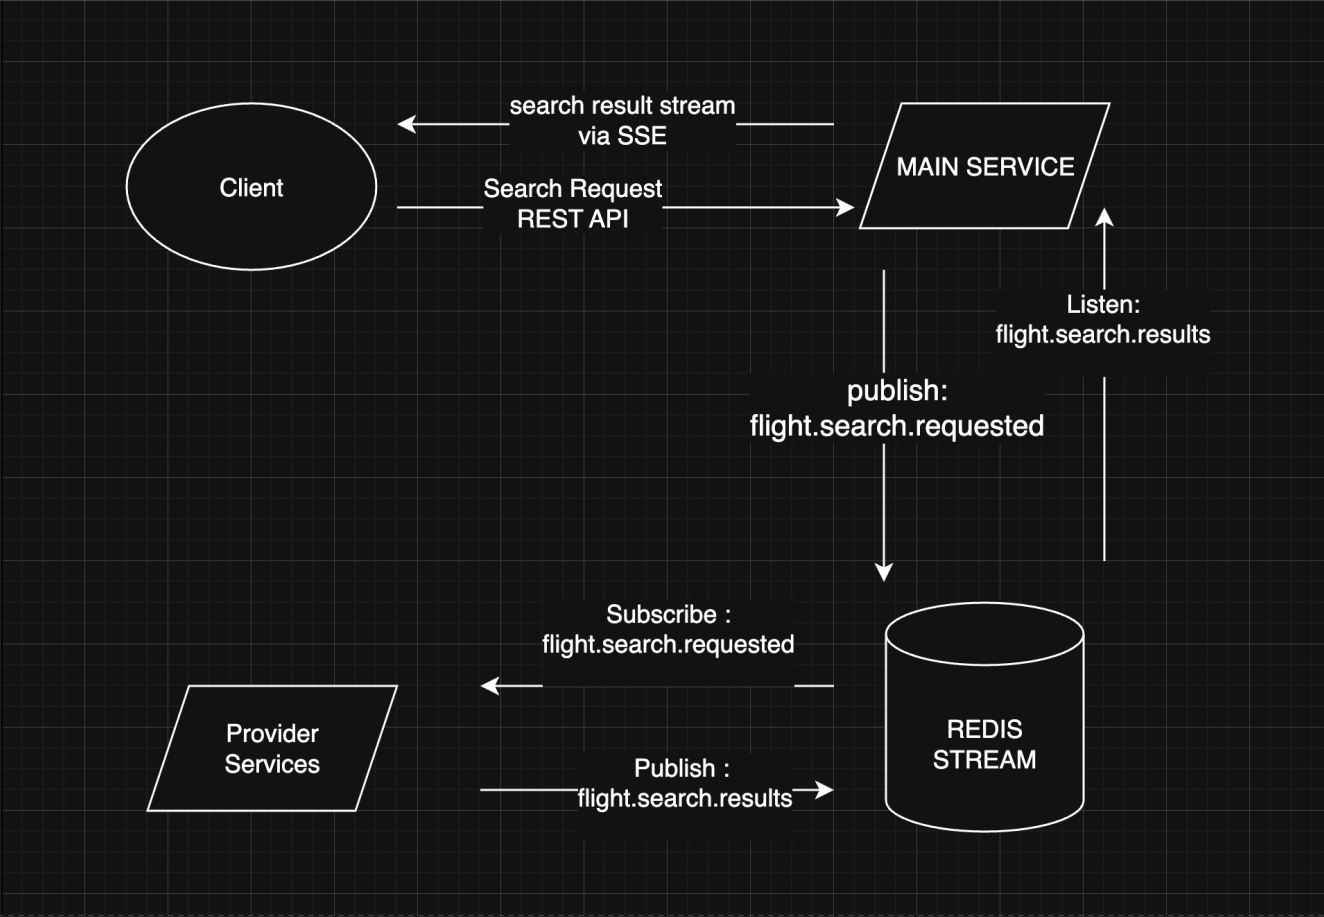 search result stream
via SSE
Client
Search Request
REST API
MAIN SERVICE
Listen:
flight.search.results
publish:
flight.search.requested
Subscribe :
flight.search.requested
Provider
Services
Publish :
flight.search.results
REDIS
STREAM